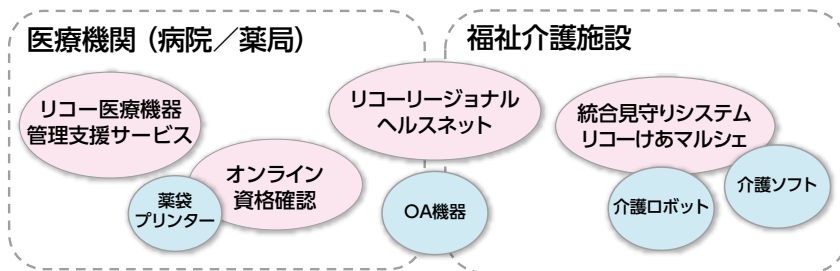 医療機関（病院／薬局）
福祉介護施設
リコー医療機器
管理支援サービス
リコーリージョナル
ヘルスネット
統合見守りシステム
リコーけあマルシェ
オンライン
資格確認
薬袋
プリンター
OA機器
介護ロボット
介護ソフト